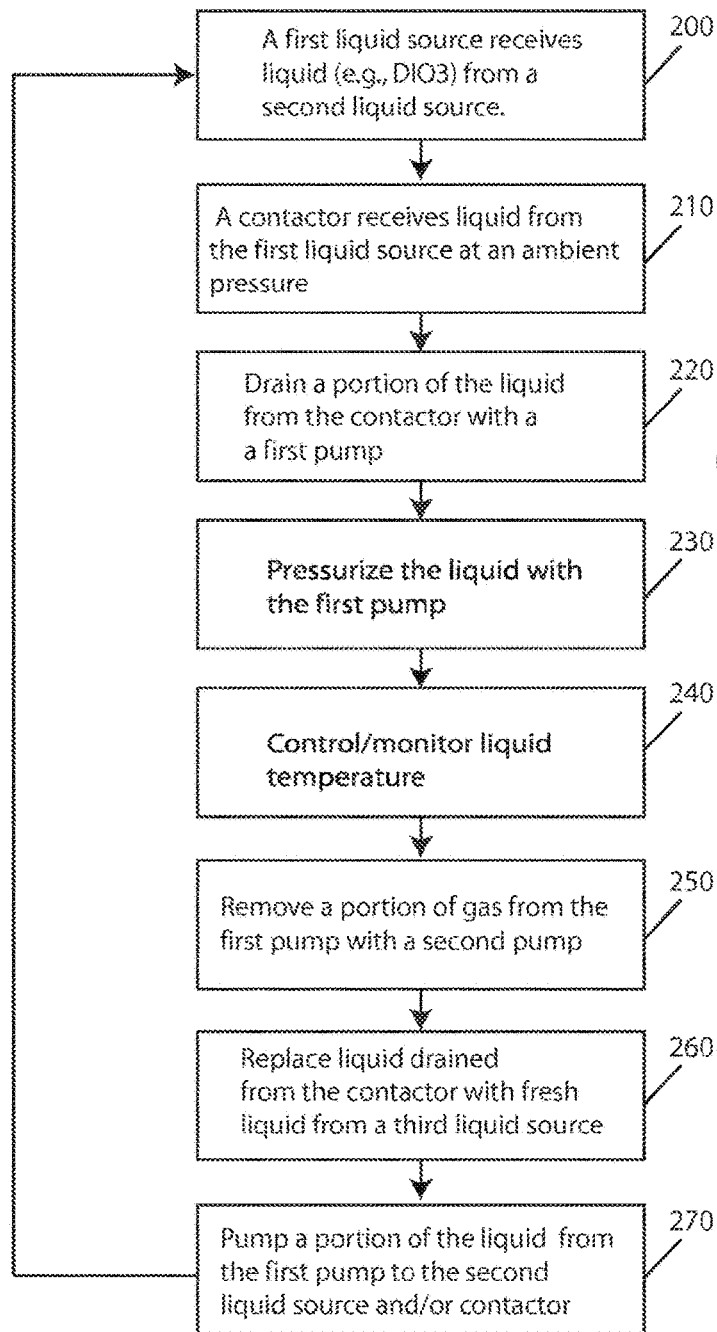 A first liquid source receives
liquid (e.g., DIO3) from a
second liquid source.
200
A contactor receives liquid from
the first liquid source at an ambient
pressure
210
Drain a portion of the liquid
from the contactor with a
a first pump
220
Pressurize the liquid with
the first pump
230
Control/monitor liquid
temperature
240
Remove a portion of gas from the
first pump with a second pump
250
Replace liquid drained
from the contactor with fresh
liquid from a third liquid source
260
Pump a portion of the liquid from
the first pump to the second
liquid source and/or contactor
270